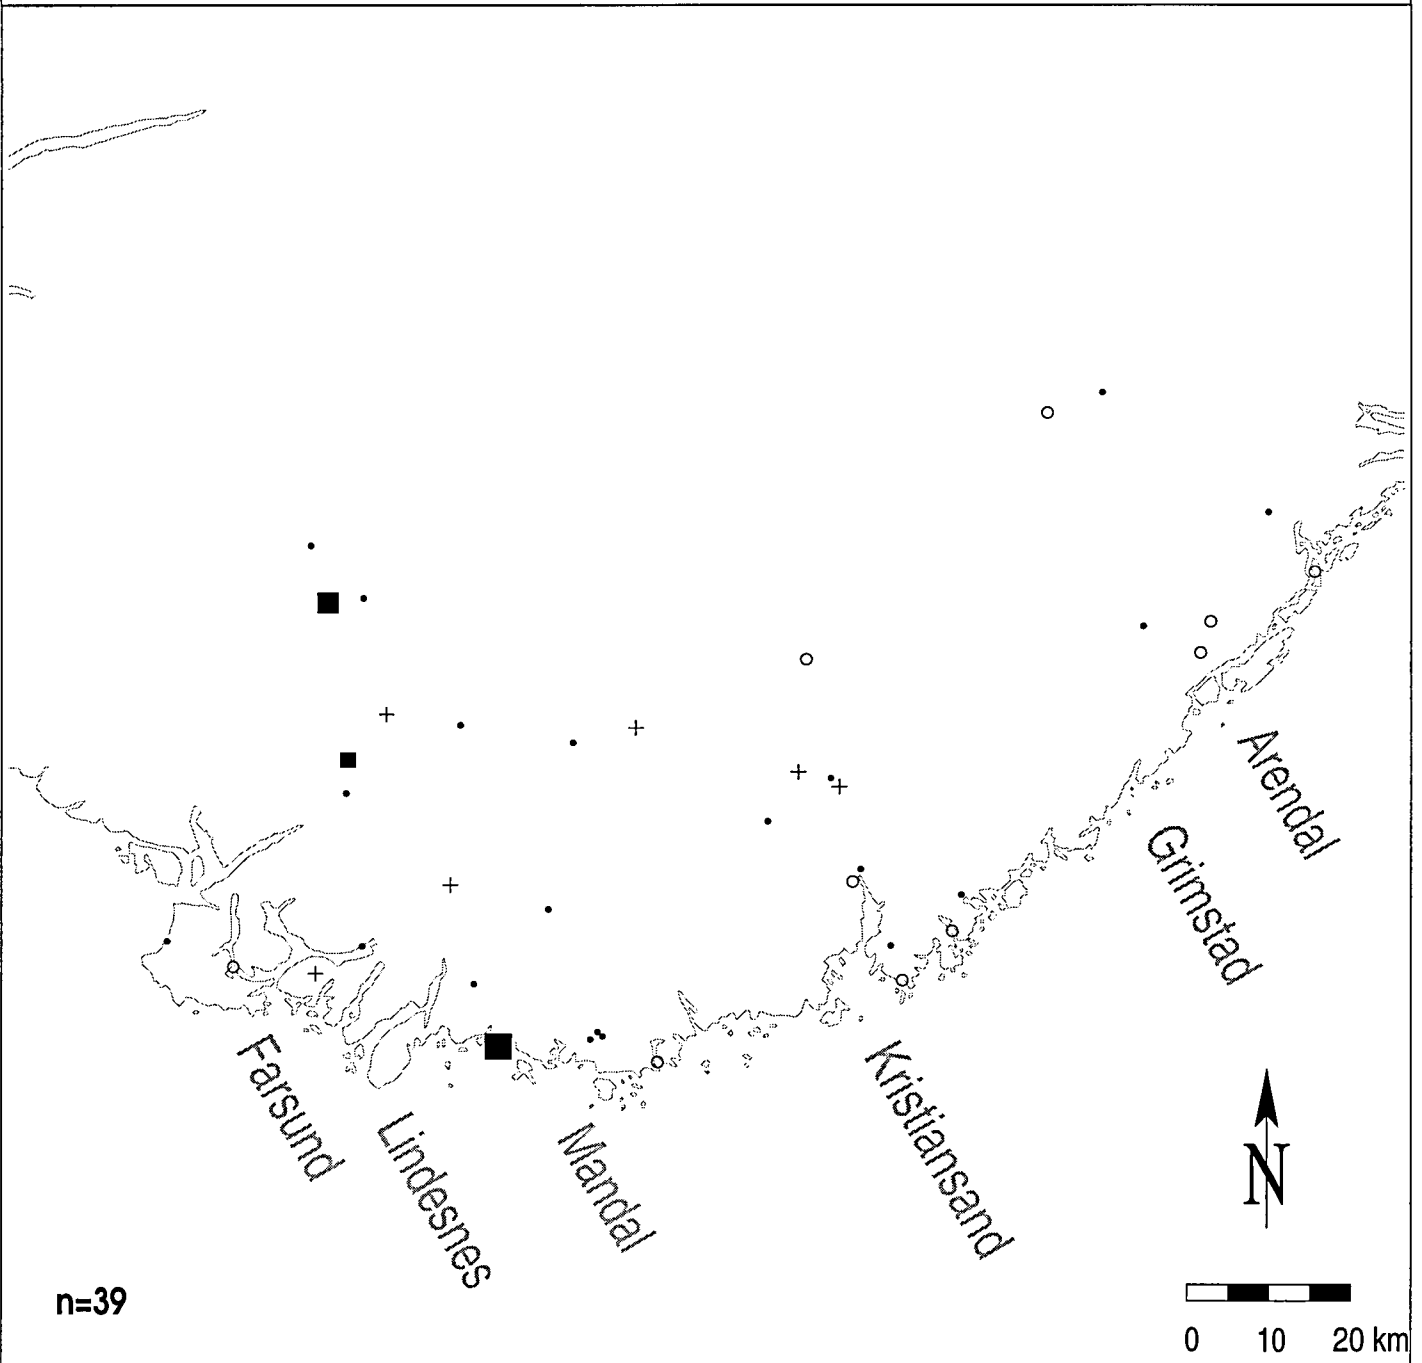 Arendal
Grimstad
Kristiansand
Mandal
Lindesnes
Farsund
N
n=39
0 10 20 km